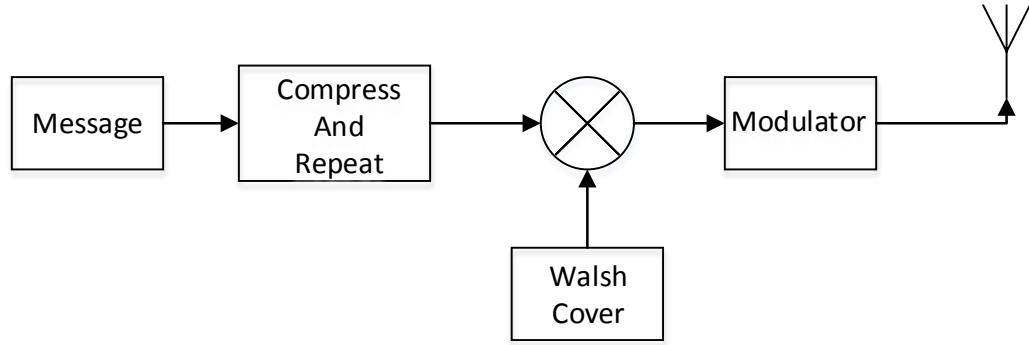 Message
Compress
And
Repeat
Modulator
Walsh
Cover